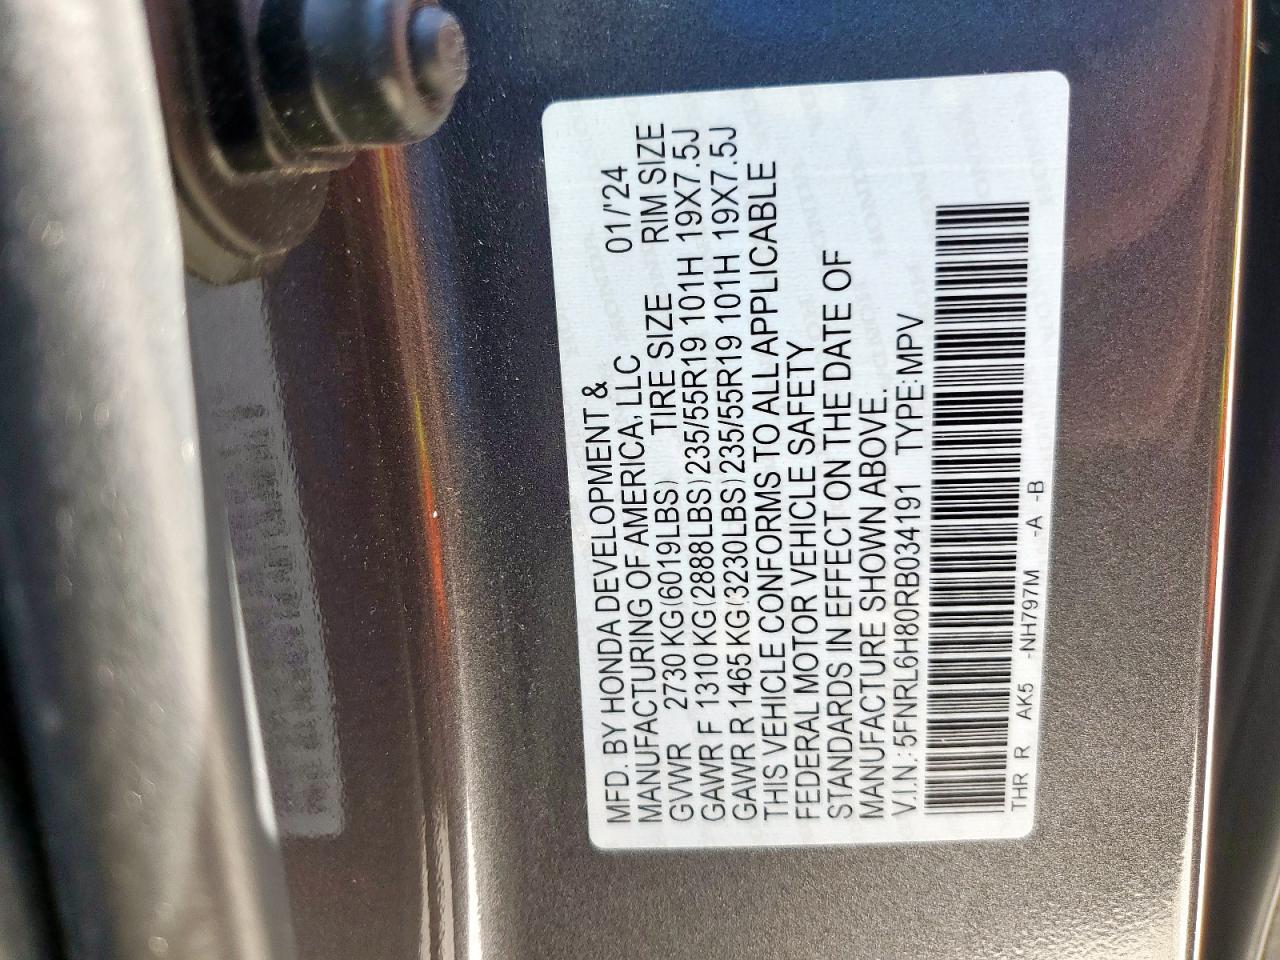 MFD. BY HONDA DEVELOPMENT &
MANUFACTURING OF AMERICA, LLC 01/'24
GVWR 2730 KG(6019LBS) TIRE SIZE RIM SIZE
GAWR F 1310 KG(2888LBS) 235/55R19 101H 19X7.5J
GAWR R 1465 KG(3230LBS) 235/55R19 101H 19X7.5J
THIS VEHICLE CONFORMS TO ALL APPLICABLE
FEDERAL MOTOR VEHICLE SAFETY
STANDARDS IN EFFECT ON THE DATE OF
MANUFACTURE SHOWN ABOVE.
V.I.N.: 5FNRL6H80RB034191 TYPE:MPV
THR R AK5 -NH797M -A -B